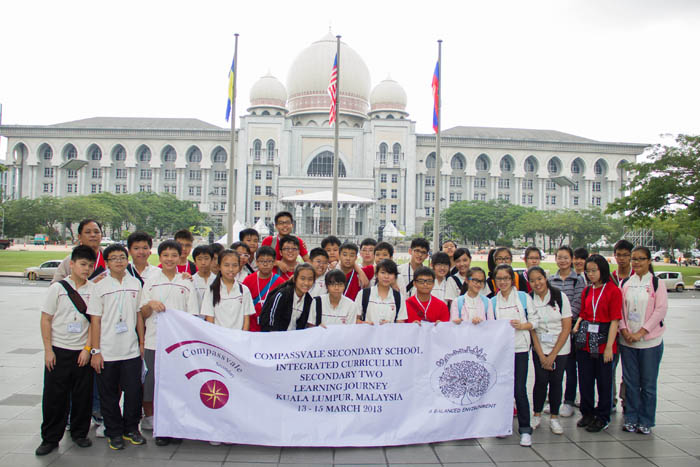 Compassvale
Secondary
COMPASSVALE SECONDARY SCHOOL
INTEGRATED CURRICULUM
SECONDARY TWO
LEARNING JOURNEY
KUALA LUMPUR, MALAYSIA
13 - 15 MARCH 2013
A BALANCED ENVIRONMENT